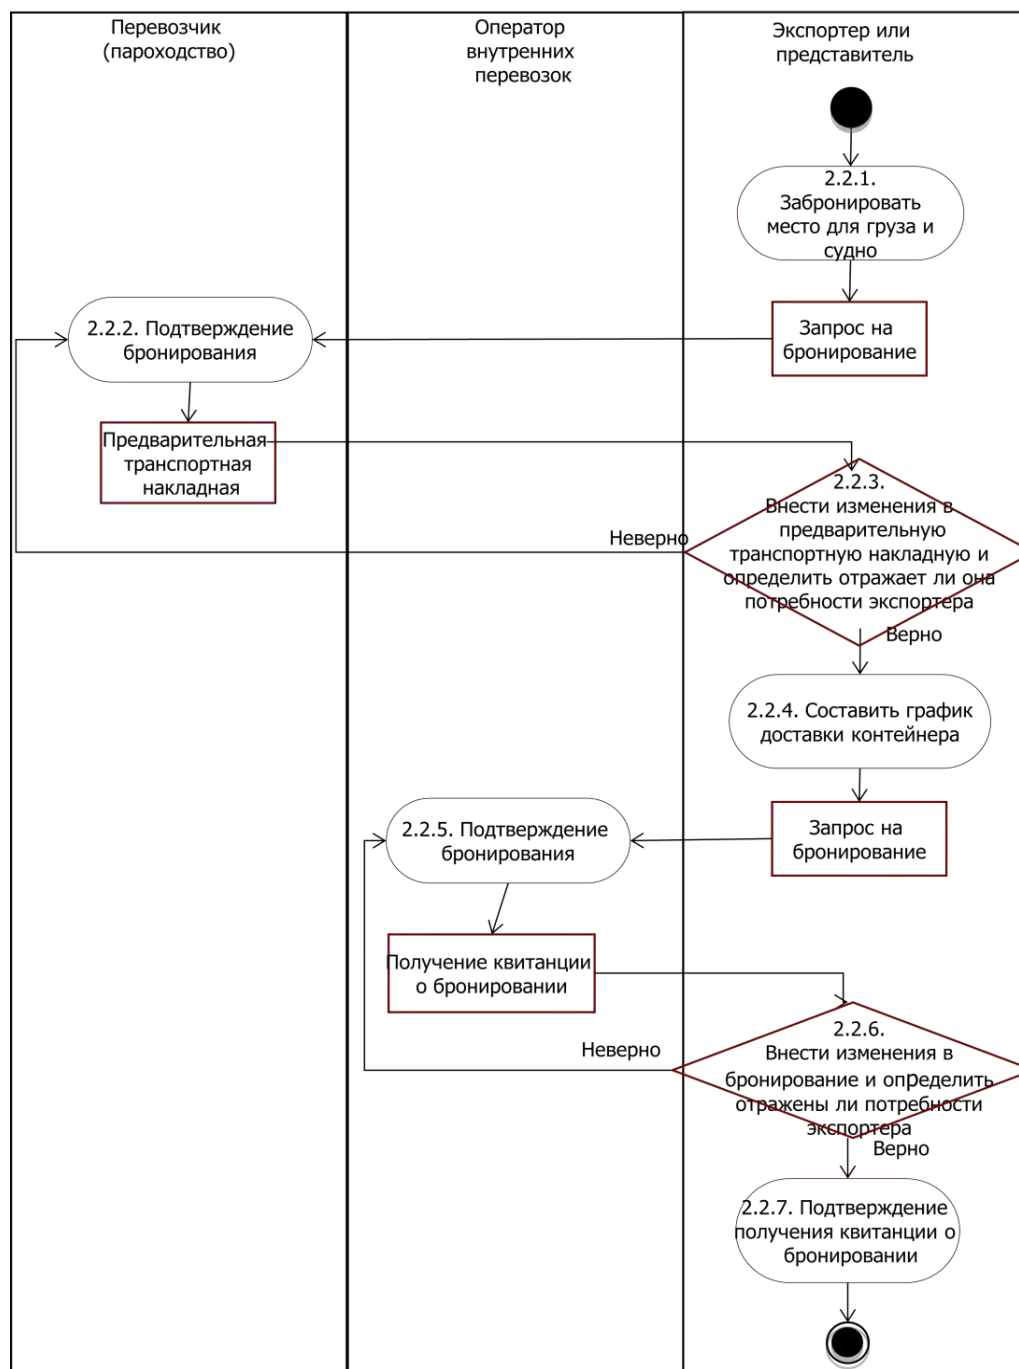 Перевозчик
(пароходство)
Оператор
внутренних
перевозок
Экспортер или
представитель
2.2.1.
Забронировать
место для груза и
судно
Запрос на
бронирование
2.2.2. Подтверждение
бронирования
Предварительная
транспортная
накладная
2.2.3.
Внести изменения в
предварительную
транспортную накладную и
определить отражает ли она
потребности экспортера
Неверно
Верно
2.2.4. Составить график
доставки контейнера
Запрос на
бронирование
2.2.5. Подтверждение
бронирования
Получение квитанции
о бронировании
2.2.6.
Внести изменения в
бронирование и определить
отражены ли потребности
экспортера
Неверно
Верно
2.2.7. Подтверждение
получения квитанции о
бронировании